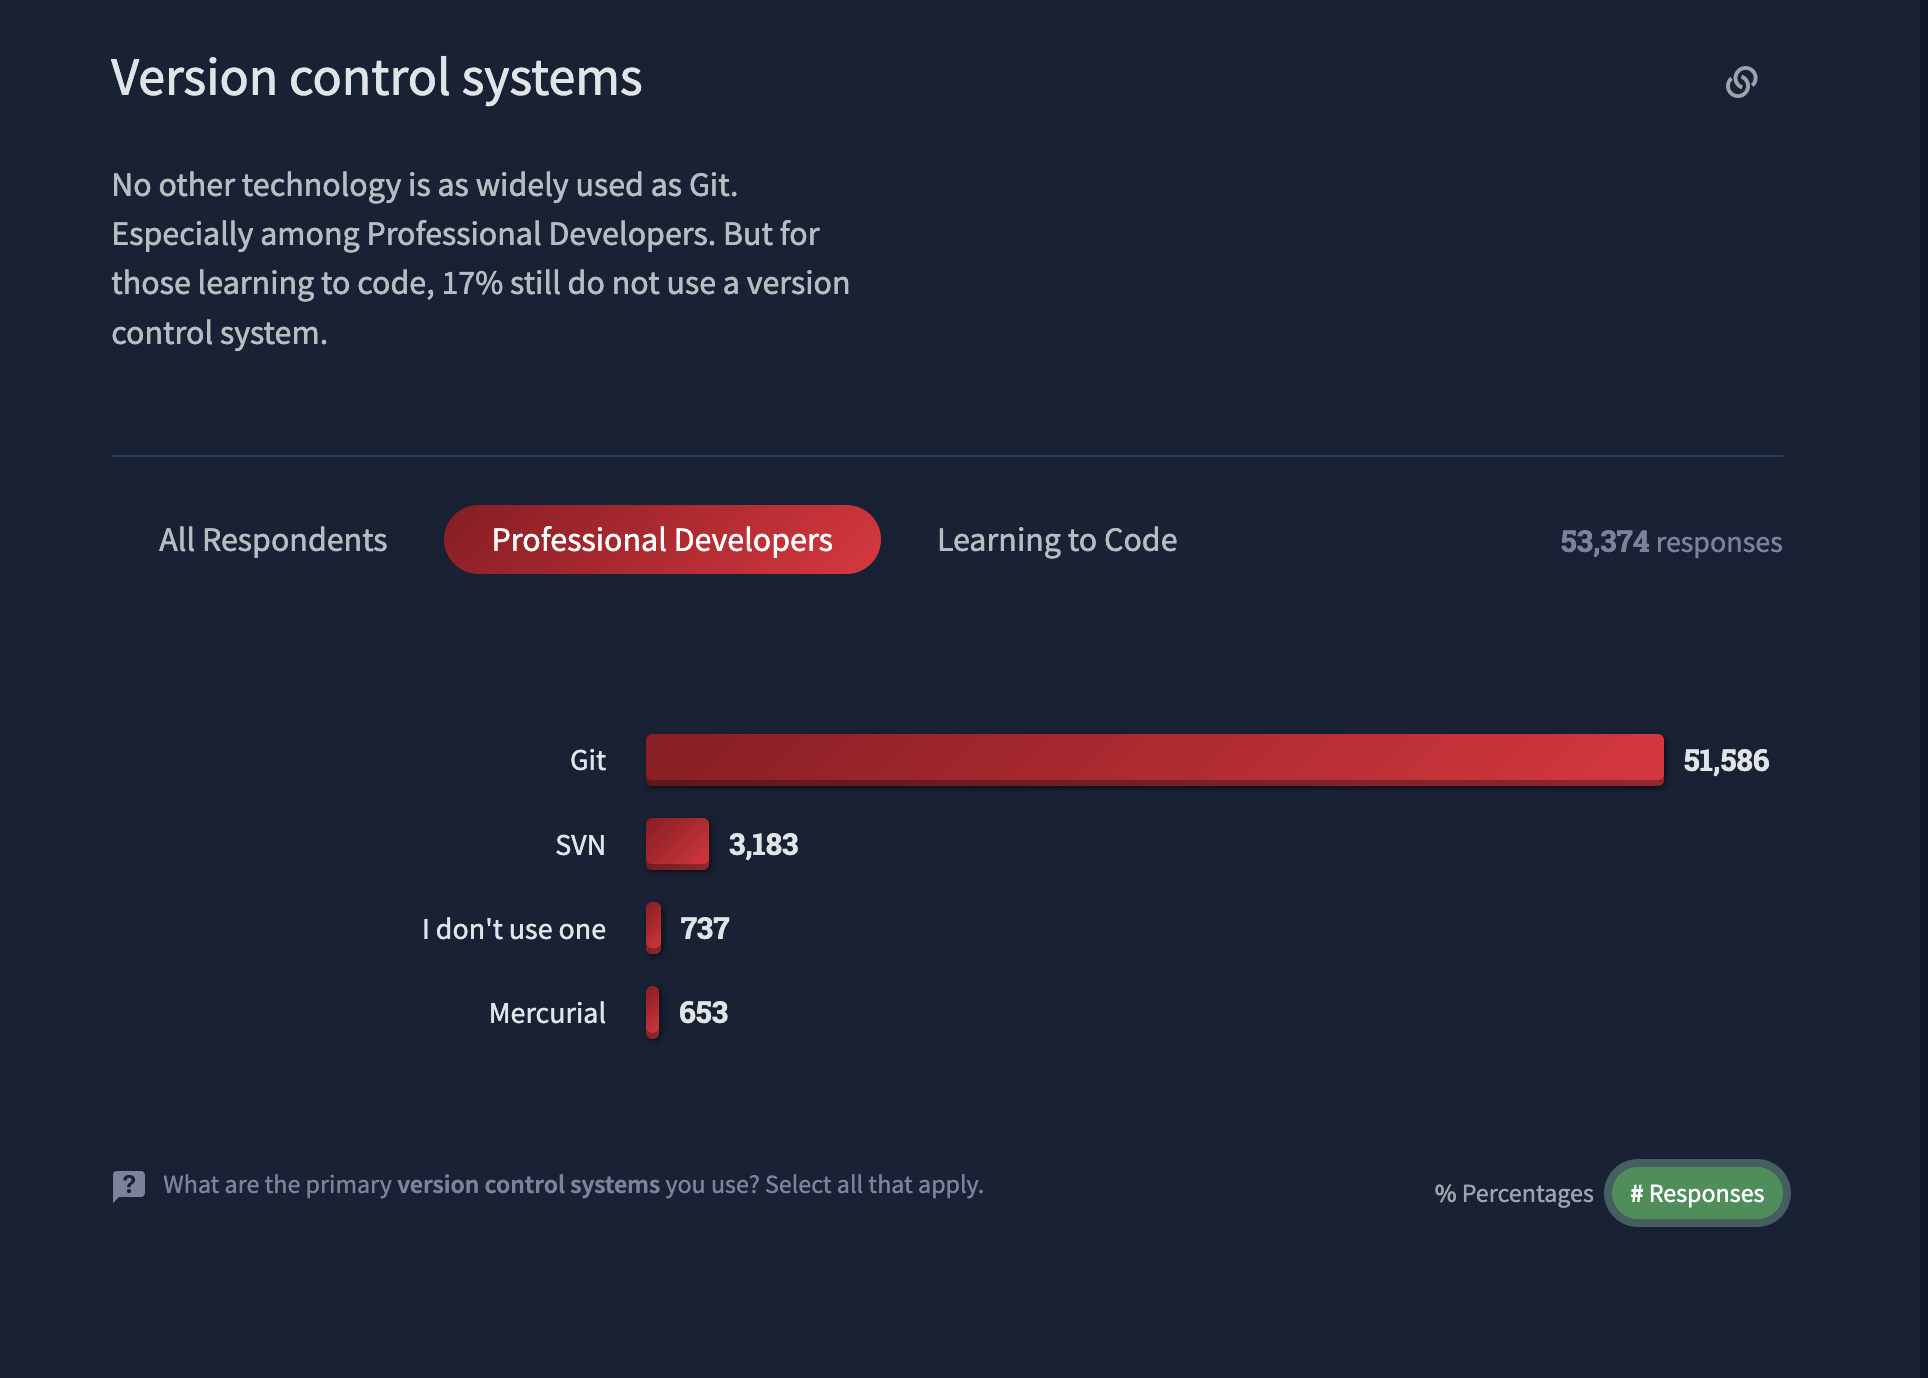 Version control systems
No other technology is as widely used as Git.
Especially among Professional Developers. But for
those learning to code, 17% still do not use a version
control system.
All Respondents Professional Developers Learning to Code 53,374 responses
Git 51,586
SVN 3,183
I don't use one 737
Mercurial 653
? What are the primary version control systems you use? Select all that apply.
% Percentages # Responses